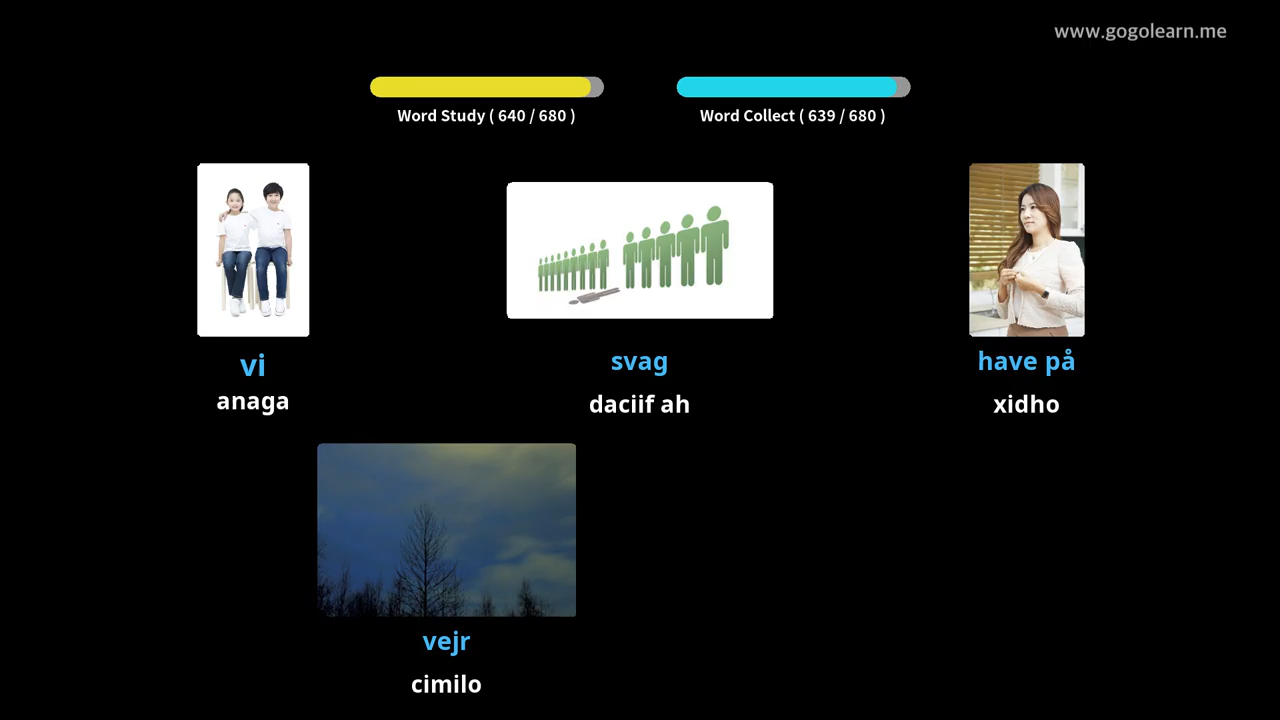 www.gogolearn.me
Word Study ( 640 / 680 )
Word Collect ( 639 / 680 )
vi
anaga
svag
daciif ah
have på
xidho
vejr
cimilo